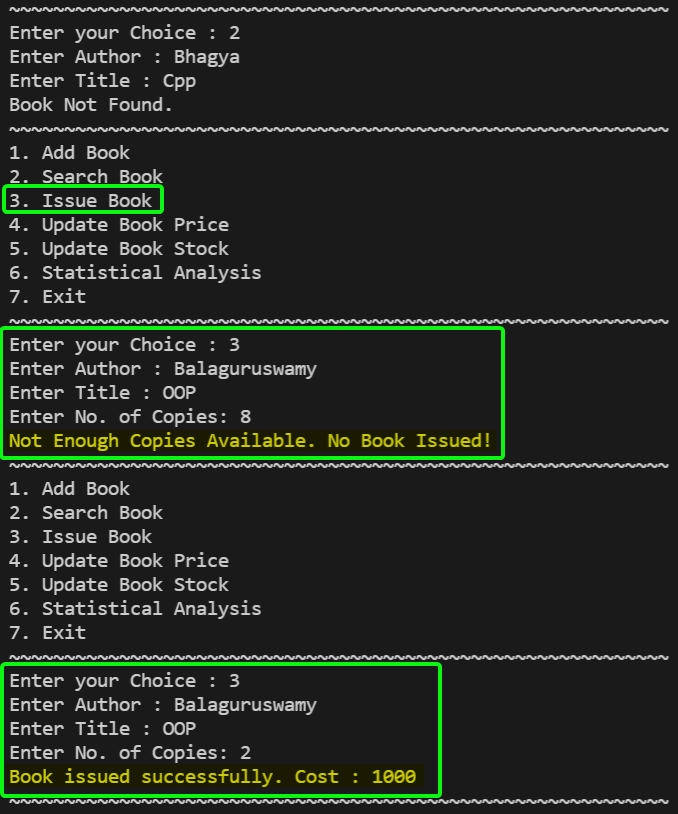 ~~~~~~~~~~~~~~~~~~~~~~~~~~~~~~~~~~~~~~~~~~~~~~~~~~~~~~~~~~~~
Enter your Choice : 2
Enter Author : Bhagya
Enter Title : Cpp
Book Not Found.
~~~~~~~~~~~~~~~~~~~~~~~~~~~~~~~~~~~~~~~~~~~~~~~~~~~~~~~~~~~~
1. Add Book
2. Search Book
3. Issue Book
4. Update Book Price
5. Update Book Stock
6. Statistical Analysis
7. Exit
~~~~~~~~~~~~~~~~~~~~~~~~~~~~~~~~~~~~~~~~~~~~~~~~~~~~~~~~~~~~
Enter your Choice : 3
Enter Author : Balaguruswamy
Enter Title : OOP
Enter No. of Copies: 8
Not Enough Copies Available. No Book Issued!
~~~~~~~~~~~~~~~~~~~~~~~~~~~~~~~~~~~~~~~~~~~~~~~~~~~~~~~~~~~~
1. Add Book
2. Search Book
3. Issue Book
4. Update Book Price
5. Update Book Stock
6. Statistical Analysis
7. Exit
~~~~~~~~~~~~~~~~~~~~~~~~~~~~~~~~~~~~~~~~~~~~~~~~~~~~~~~~~~~~
Enter your Choice : 3
Enter Author : Balaguruswamy
Enter Title : OOP
Enter No. of Copies: 2
Book issued successfully. Cost : 1000
~~~~~~~~~~~~~~~~~~~~~~~~~~~~~~~~~~~~~~~~~~~~~~~~~~~~~~~~~~~~